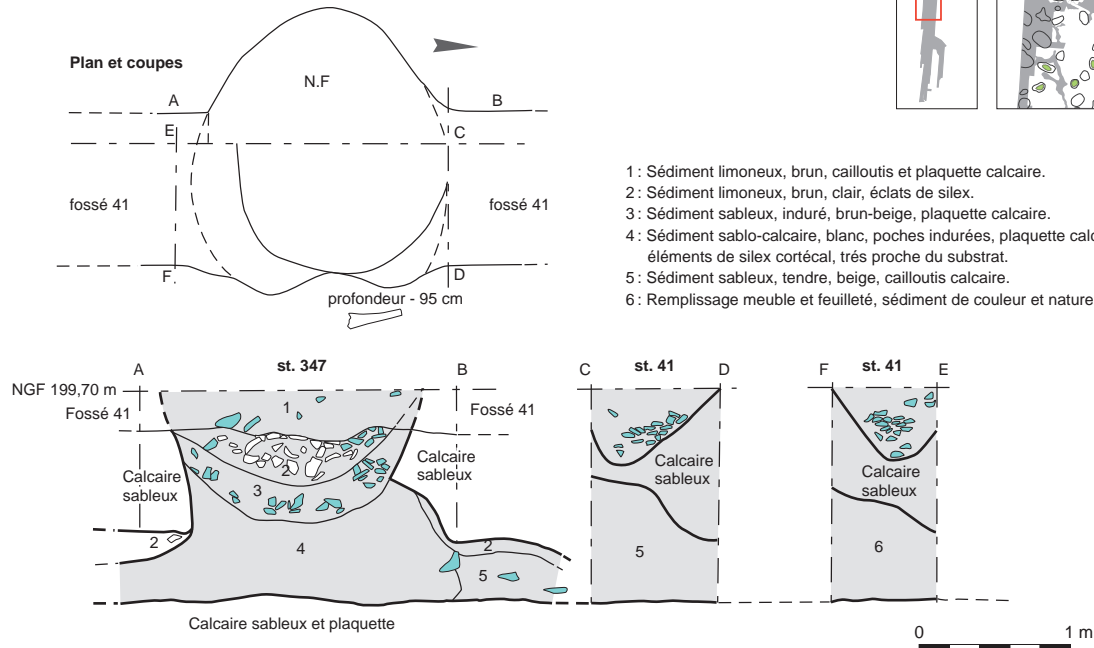 Plan et coupes
N.F
A
B
E
C
fossé 41
fossé 41
F
D
profondeur - 95 cm
1 : Sédiment limoneux, brun, cailloutis et plaquette calcaire.
2 : Sédiment limoneux, brun, clair, éclats de silex.
3 : Sédiment sableux, induré, brun-beige, plaquette calcaire.
4 : Sédiment sablo-calcaire, blanc, poches indurées, plaquette calc
éléments de silex cortécal, trés proche du substrat.
5 : Sédiment sableux, tendre, beige, cailloutis calcaire.
6 : Remplissage meuble et feuilleté, sédiment de couleur et nature
A
st. 347
B
C
st. 41
D
F
st. 41
E
NGF 199,70 m
Fossé 41
1
Fossé 41
2
Calcaire
sableux
Calcaire
sableux
Calcaire
sableux
Calcaire
sableux
3
2
4
2
5
5
6
Calcaire sableux et plaquette
0
1 m